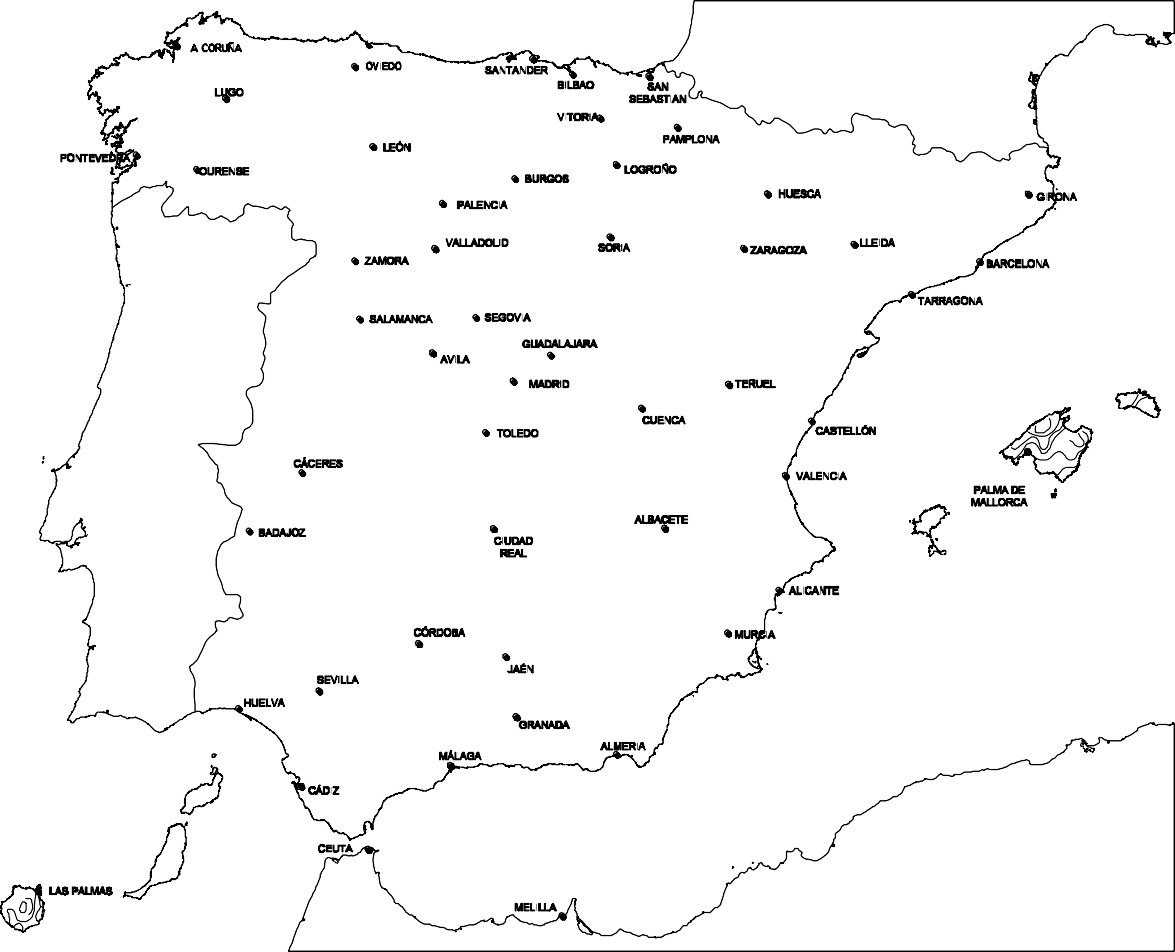 A CORUÑA
OVIEDO
SANTANDER
BILBAO
SAN
SEBASTIAN
LUGO
VITORIA
PAMPLONA
LEÓN
PONTEVEDRA
OURENSE
LOGROÑO
BURGOS
HUESCA
GIRONA
PALENCIA
VALLADOLID
SORIA
ZARAGOZA
LLEIDA
ZAMORA
BARCELONA
TARRAGONA
SALAMANCA
SEGOVIA
GUADALAJARA
AVILA
MADRID
TERUEL
CUENCA
CASTELLÓN
TOLEDO
CÁCERES
VALENCIA
PALMA DE
MALLORCA
ALBACETE
BADAJOZ
CIUDAD
REAL
ALICANTE
CÓRDOBA
MURCIA
JAÉN
SEVILLA
HUELVA
GRANADA
ALMERIA
MÁLAGA
CÁDIZ
CEUTA
LAS PALMAS
MELILLA